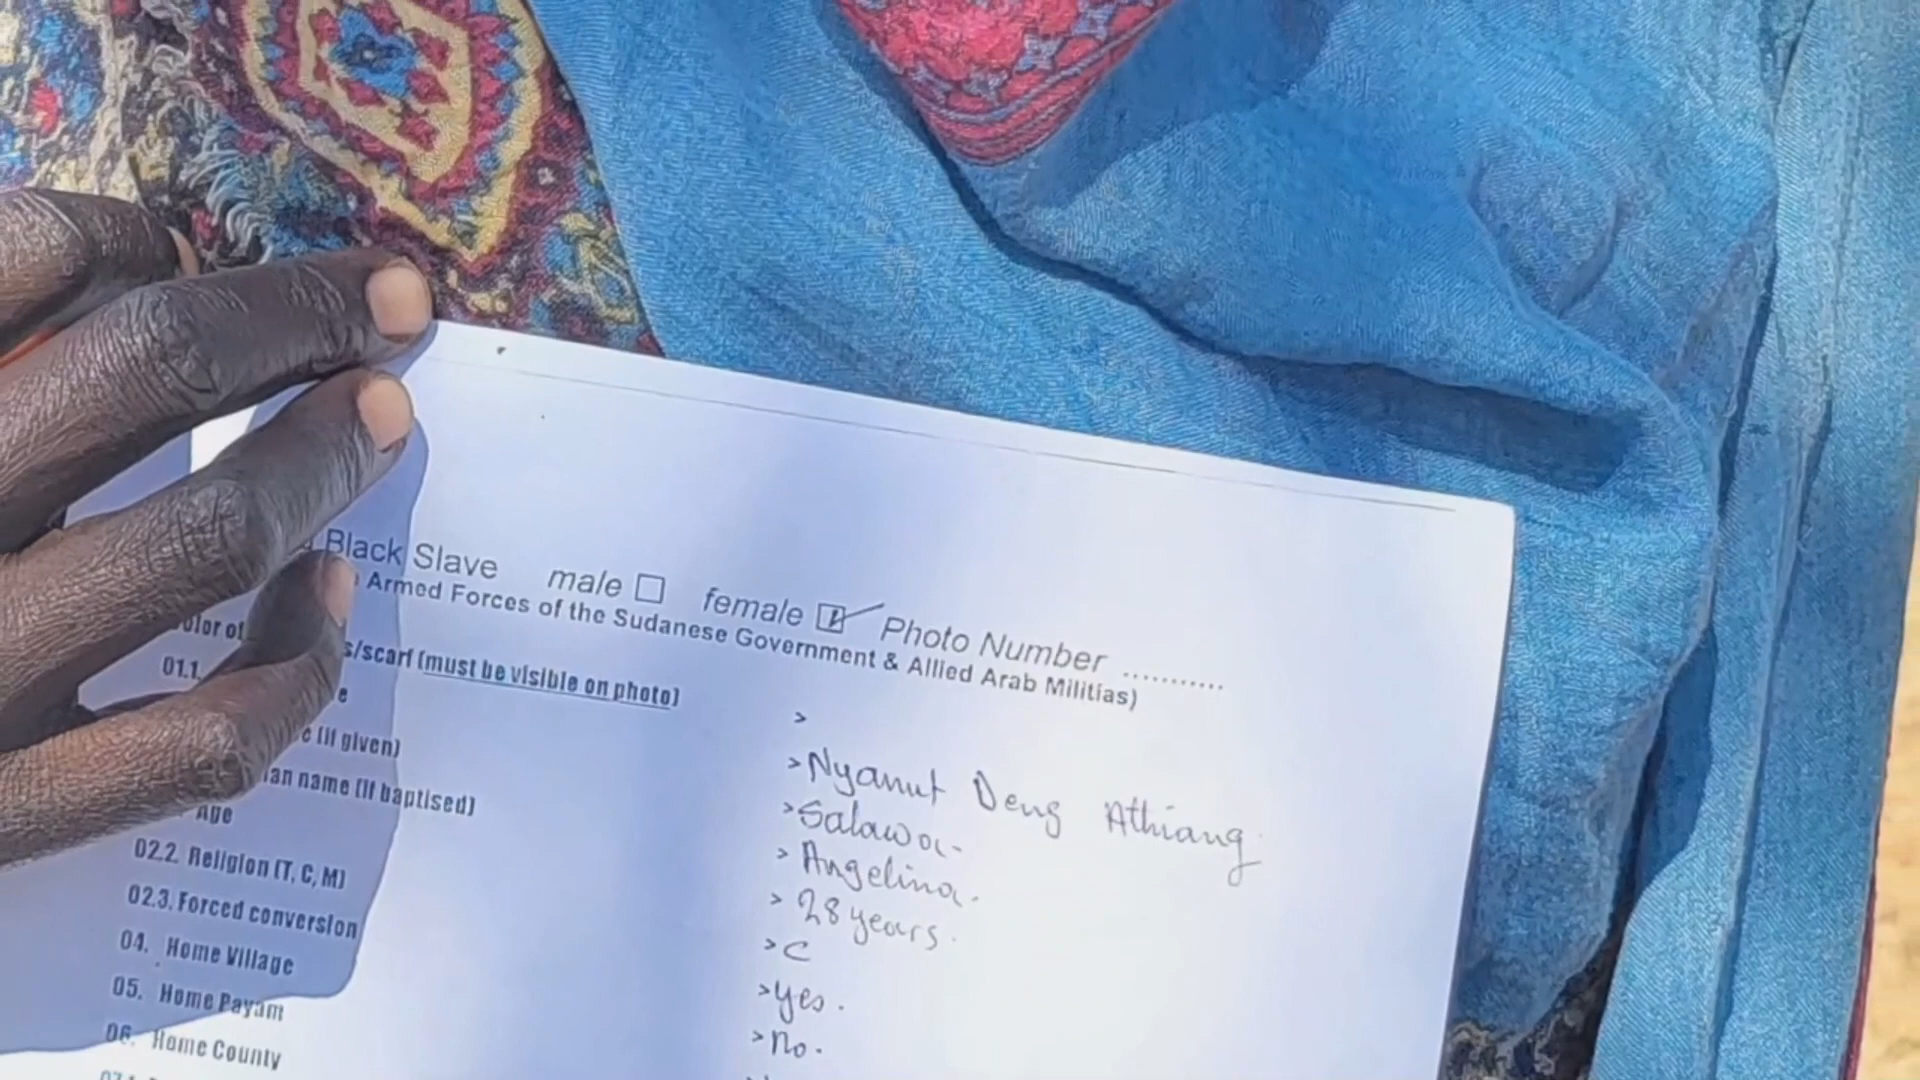 Black Slave male female Photo Number ...........
Armed Forces of the Sudanese Government & Allied Arab Militias)
s/scarf (must be visible on photo)
01.1. >
(if given) > Nyanut Deng Athiang
name (if baptised) > Salawa.
Age > Angelina.
02.2. Religion (T, C, M) > 28 years.
02.3. Forced conversion > C
04. Home Village > Yes.
05. Home Payam > No.
06. Home County